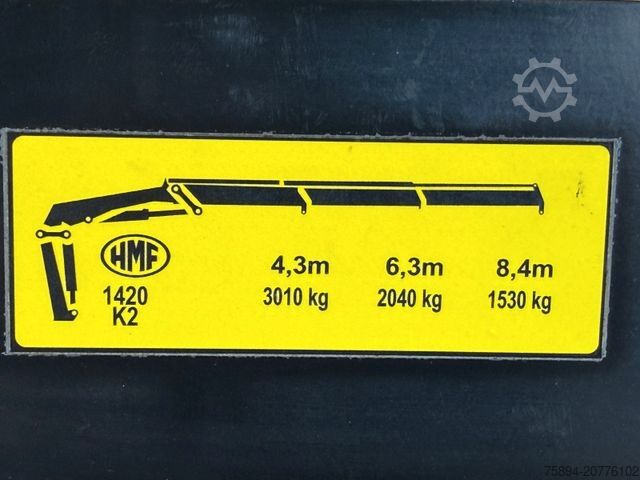 HMF
1420
K2
4,3m 6,3m 8,4m
3010 kg 2040 kg 1530 kg
75894-20776102